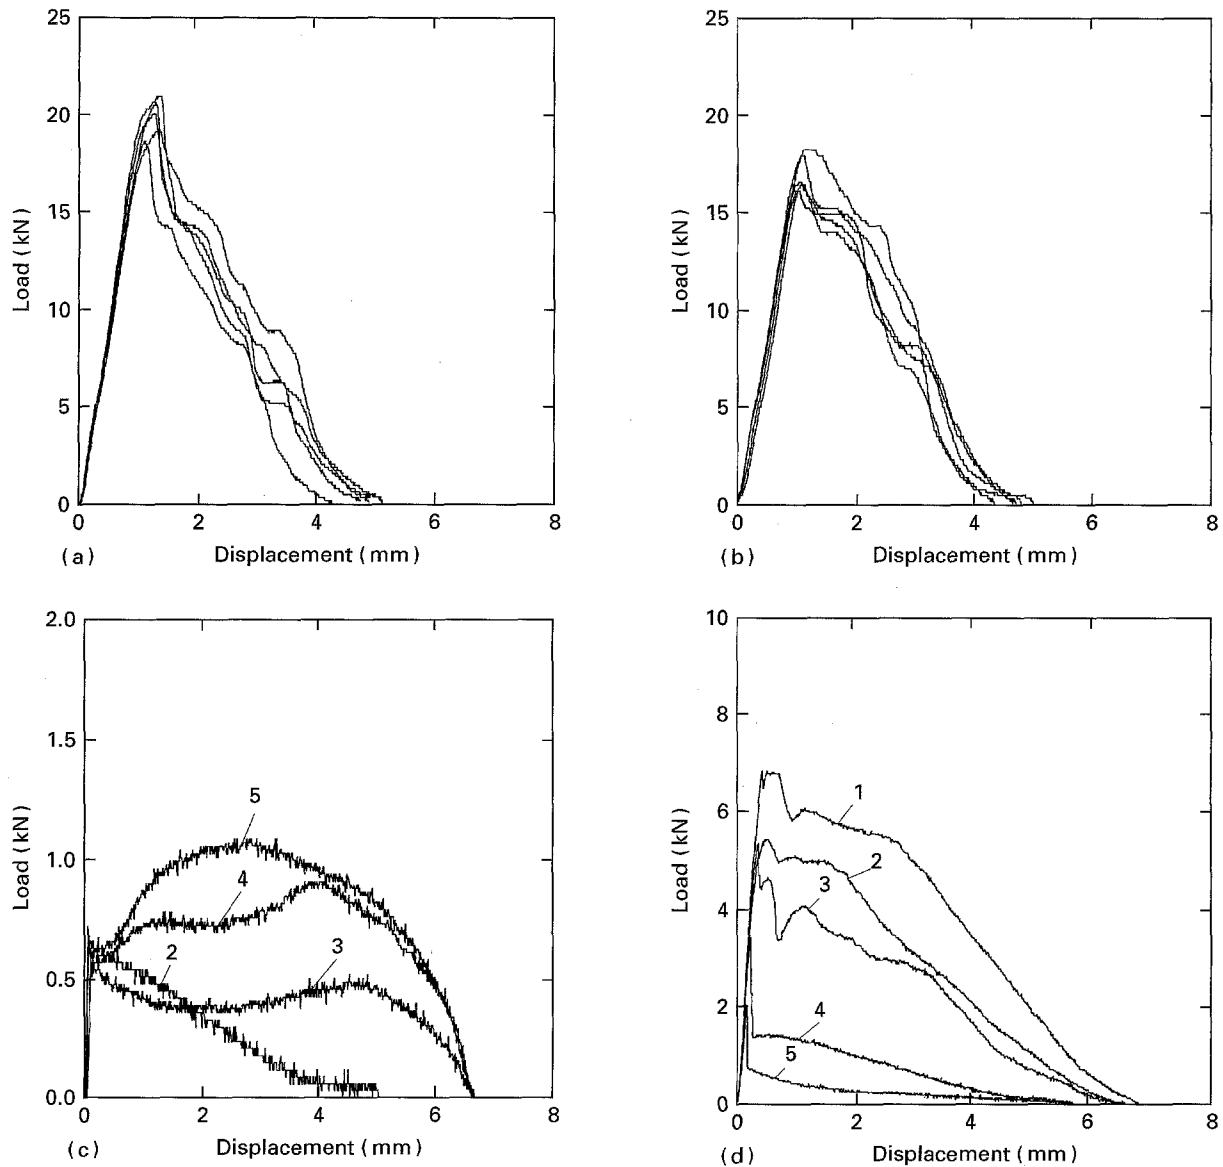 25
20
15
10
5
0
Load (kN)
0 2 4 6 8
(a) Displacement (mm)
25
20
15
10
5
0
Load (kN)
0 2 4 6 8
(b) Displacement (mm)
2.0
1.5
1.0
0.5
0.0
Load (kN)
5
4
2
3
0 2 4 6 8
(c) Displacement (mm)
10
8
6
4
2
0
Load (kN)
1
2
3
4
5
0 2 4 6 8
(d) Displacement (mm)